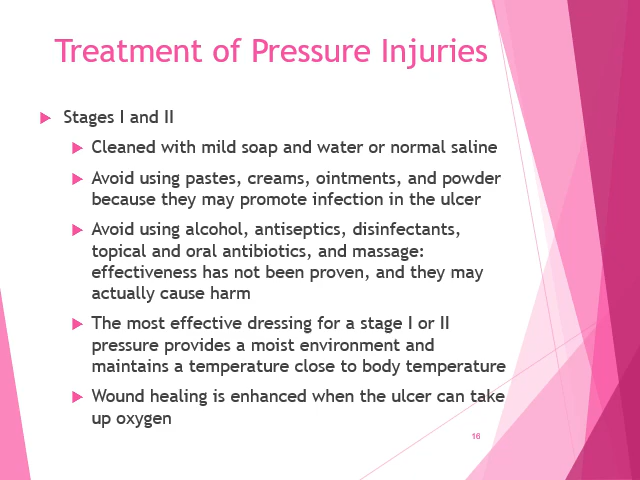 Treatment of Pressure Injuries
Stages I and II
Cleaned with mild soap and water or normal saline
Avoid using pastes, creams, ointments, and powder
because they may promote infection in the ulcer
Avoid using alcohol, antiseptics, disinfectants,
topical and oral antibiotics, and massage:
effectiveness has not been proven, and they may
actually cause harm
The most effective dressing for a stage I or II
pressure provides a moist environment and
maintains a temperature close to body temperature
Wound healing is enhanced when the ulcer can take
up oxygen
16